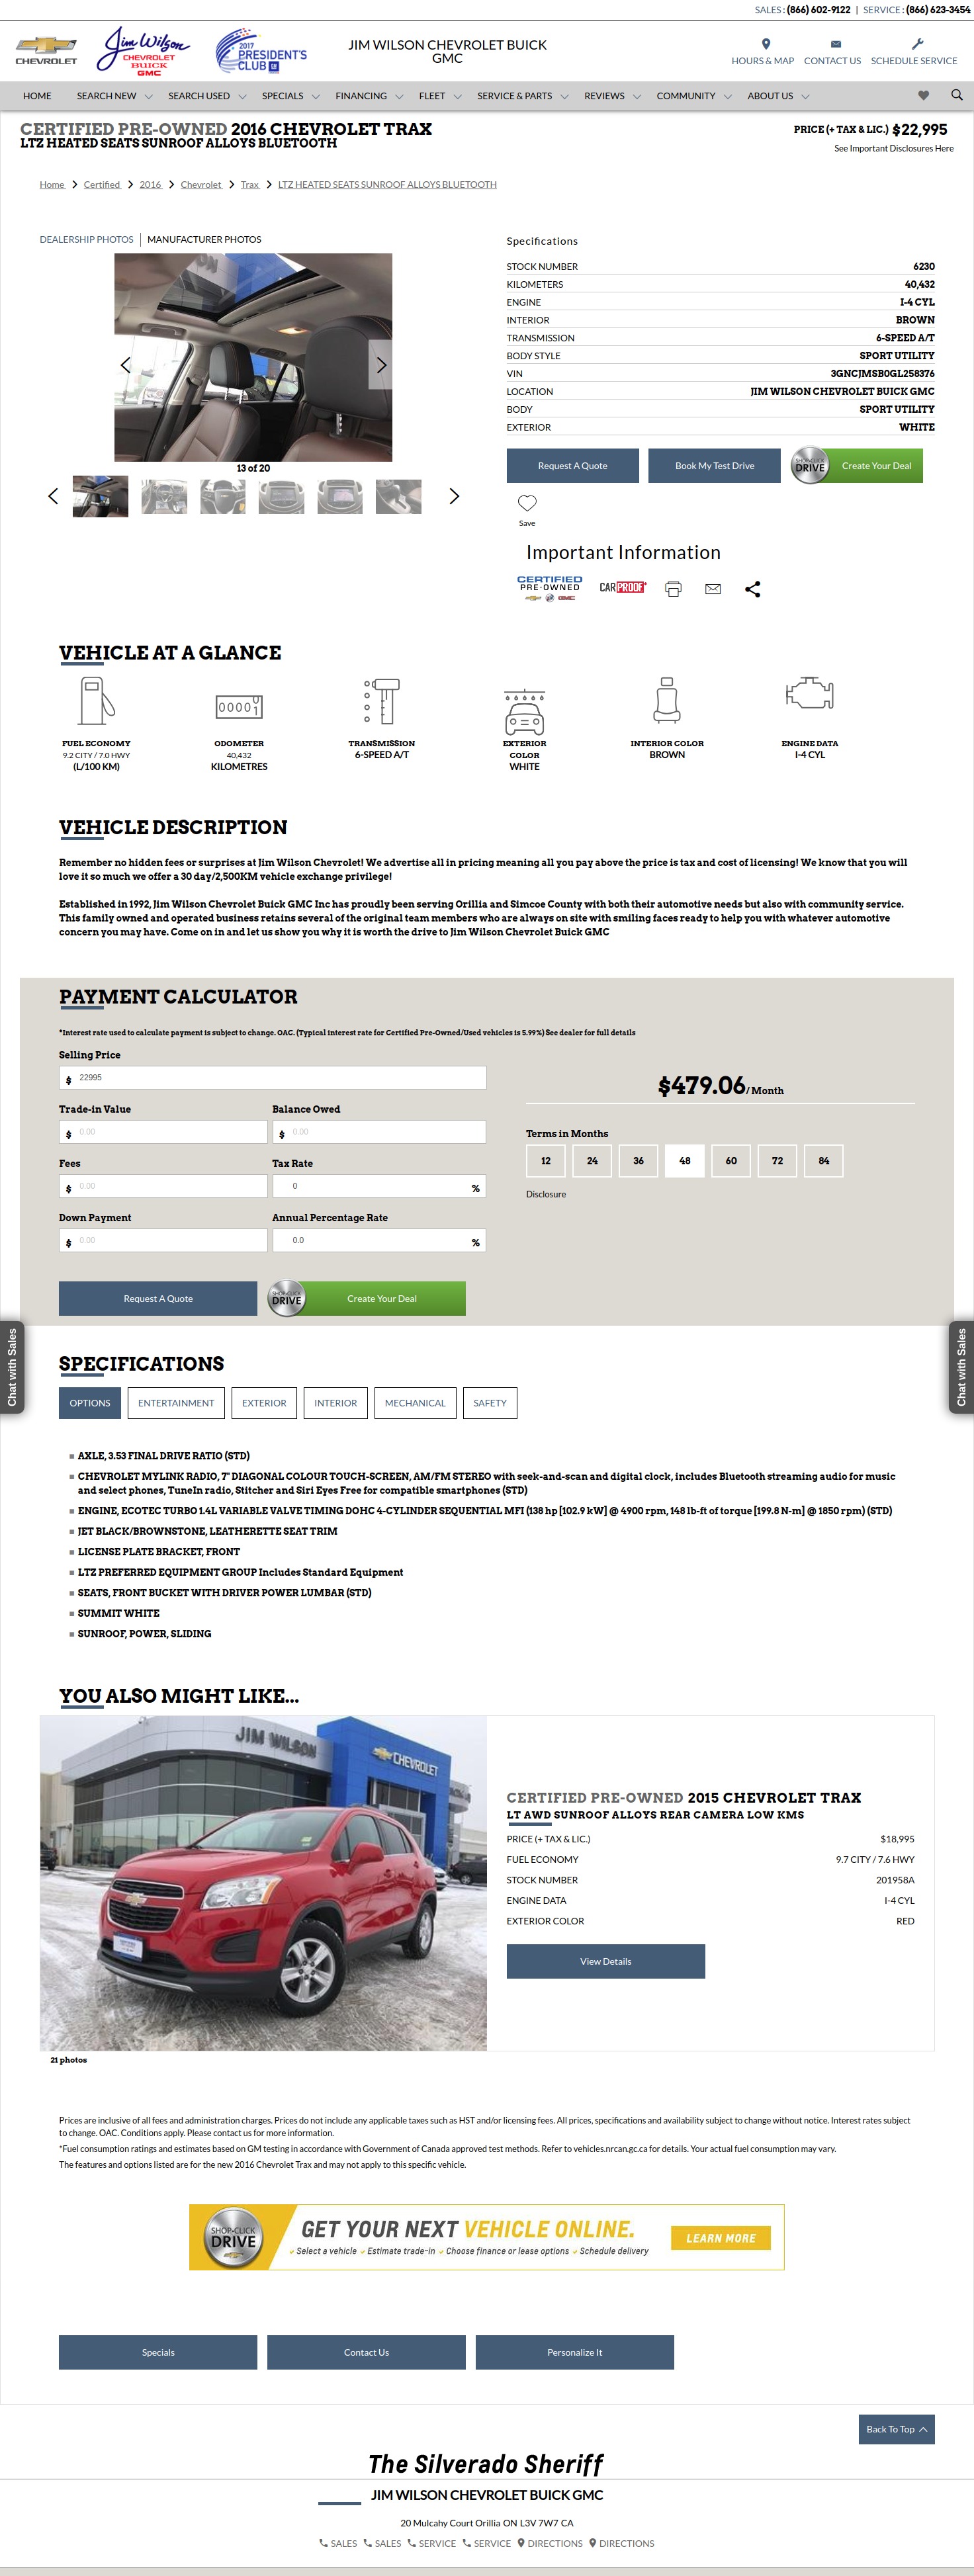 SALES : (866) 602-9122 | SERVICE : (866) 623-3454
CHEVROLET
Jim Wilson
CHEVROLET
BUICK
GMC
2017
PRESIDENT'S
CLUB
JIM WILSON CHEVROLET BUICK
GMC
HOURS & MAP CONTACT US SCHEDULE SERVICE
HOME SEARCH NEW SEARCH USED SPECIALS FINANCING FLEET SERVICE & PARTS REVIEWS COMMUNITY ABOUT US
CERTIFIED PRE-OWNED 2016 CHEVROLET TRAX
LTZ HEATED SEATS SUNROOF ALLOYS BLUETOOTH
PRICE (+ TAX & LIC.) $22,995
See Important Disclosures Here
Home Certified 2016 Chevrolet Trax LTZ HEATED SEATS SUNROOF ALLOYS BLUETOOTH
DEALERSHIP PHOTOS MANUFACTURER PHOTOS
13 of 20
Specifications
STOCK NUMBER 6230
KILOMETERS 40,432
ENGINE I-4 CYL
INTERIOR BROWN
TRANSMISSION 6-SPEED A/T
BODY STYLE SPORT UTILITY
VIN 3GNCJMSB0GL258376
LOCATION JIM WILSON CHEVROLET BUICK GMC
BODY SPORT UTILITY
EXTERIOR WHITE
Request A Quote Book My Test Drive SHOP-CLICK DRIVE Create Your Deal
Save
Important Information
CERTIFIED
PRE-OWNED
CARPROOF
VEHICLE AT A GLANCE
00001
FUEL ECONOMY
9.2 CITY / 7.0 HWY
(L/100 KM)
ODOMETER
40,432
KILOMETRES
TRANSMISSION
6-SPEED A/T
EXTERIOR
COLOR
WHITE
INTERIOR COLOR
BROWN
ENGINE DATA
I-4 CYL
VEHICLE DESCRIPTION
Remember no hidden fees or surprises at Jim Wilson Chevrolet! We advertise all in pricing meaning all you pay above the price is tax and cost of licensing! We know that you will
love it so much we offer a 30 day/2,500KM vehicle exchange privilege!
Established in 1992, Jim Wilson Chevrolet Buick GMC Inc has proudly been serving Orillia and Simcoe County with both their automotive needs but also with community service.
This family owned and operated business retains several of the original team members who are always on site with smiling faces ready to help you with whatever automotive
concern you may have. Come on in and let us show you why it is worth the drive to Jim Wilson Chevrolet Buick GMC
PAYMENT CALCULATOR
*Interest rate used to calculate payment is subject to change. OAC. (Typical interest rate for Certified Pre-Owned/Used vehicles is 5.99%) See dealer for full details
Selling Price
$ 22995
Trade-in Value Balance Owed
$ 0.00 $ 0.00
Fees Tax Rate
$ 0.00 0 %
Down Payment Annual Percentage Rate
$ 0.00 0.0 %
$479.06/ Month
Terms in Months
12 24 36 48 60 72 84
Disclosure
Request A Quote SHOP-CLICK DRIVE Create Your Deal
Chat with Sales
Chat with Sales
SPECIFICATIONS
OPTIONS ENTERTAINMENT EXTERIOR INTERIOR MECHANICAL SAFETY
AXLE, 3.53 FINAL DRIVE RATIO (STD)
CHEVROLET MYLINK RADIO, 7" DIAGONAL COLOUR TOUCH-SCREEN, AM/FM STEREO with seek-and-scan and digital clock, includes Bluetooth streaming audio for music
and select phones, TuneIn radio, Stitcher and Siri Eyes Free for compatible smartphones (STD)
ENGINE, ECOTEC TURBO 1.4L VARIABLE VALVE TIMING DOHC 4-CYLINDER SEQUENTIAL MFI (138 hp [102.9 kW] @ 4900 rpm, 148 lb-ft of torque [199.8 N-m] @ 1850 rpm) (STD)
JET BLACK/BROWNSTONE, LEATHERETTE SEAT TRIM
LICENSE PLATE BRACKET, FRONT
LTZ PREFERRED EQUIPMENT GROUP Includes Standard Equipment
SEATS, FRONT BUCKET WITH DRIVER POWER LUMBAR (STD)
SUMMIT WHITE
SUNROOF, POWER, SLIDING
YOU ALSO MIGHT LIKE...
JIM WILSON
CHEVROLET
21 photos
CERTIFIED PRE-OWNED 2015 CHEVROLET TRAX
LT AWD SUNROOF ALLOYS REAR CAMERA LOW KMS
PRICE (+ TAX & LIC.) $18,995
FUEL ECONOMY 9.7 CITY / 7.6 HWY
STOCK NUMBER 201958A
ENGINE DATA I-4 CYL
EXTERIOR COLOR RED
View Details
Prices are inclusive of all fees and administration charges. Prices do not include any applicable taxes such as HST and/or licensing fees. All prices, specifications and availability subject to change without notice. Interest rates subject
to change. OAC. Conditions apply. Please contact us for more information.
*Fuel consumption ratings and estimates based on GM testing in accordance with Government of Canada approved test methods. Refer to vehicles.nrcan.gc.ca for details. Your actual fuel consumption may vary.
The features and options listed are for the new 2016 Chevrolet Trax and may not apply to this specific vehicle.
SHOP-CLICK
DRIVE
GET YOUR NEXT VEHICLE ONLINE.
Select a vehicle Estimate trade-in Choose finance or lease options Schedule delivery
LEARN MORE
Specials Contact Us Personalize It
Back To Top
The Silverado Sheriff
JIM WILSON CHEVROLET BUICK GMC
20 Mulcahy Court Orillia ON L3V 7W7 CA
SALES SALES SERVICE SERVICE DIRECTIONS DIRECTIONS